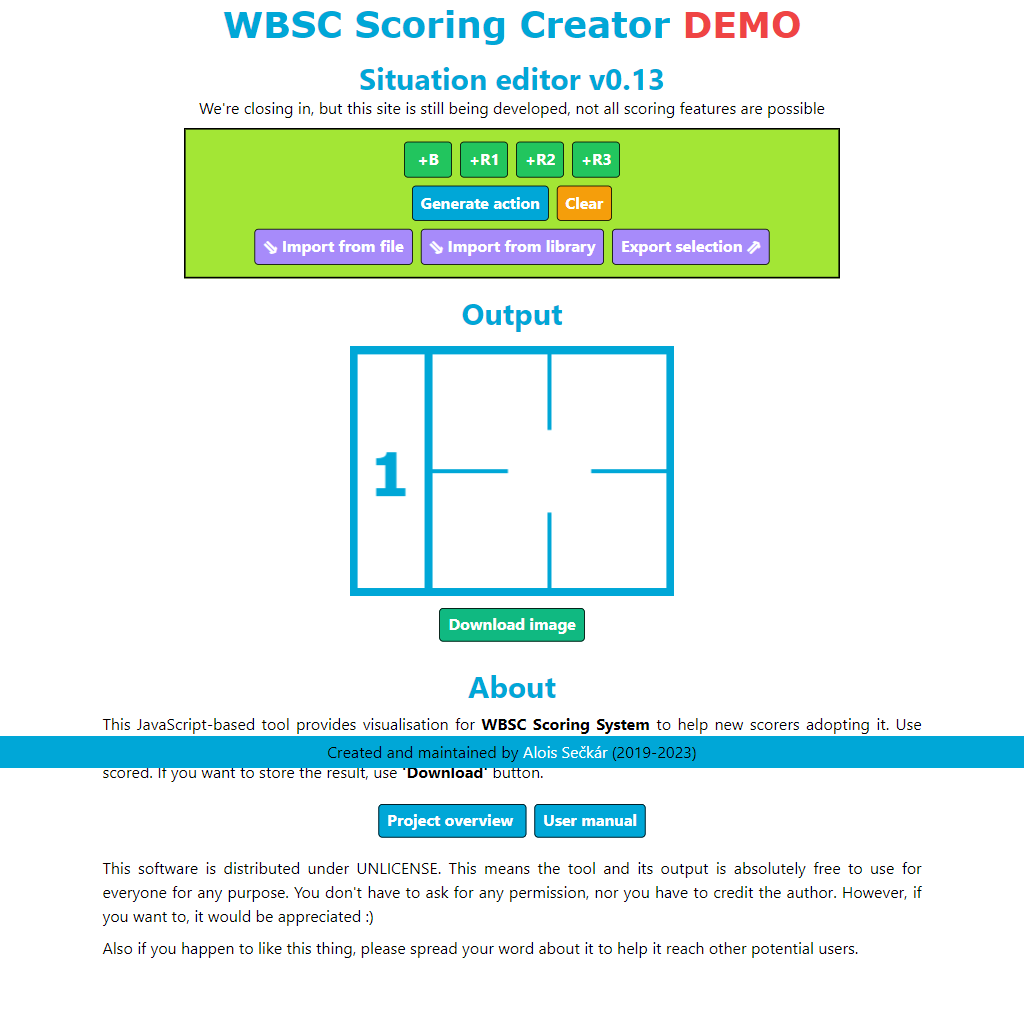 WBSC Scoring Creator DEMO
Situation editor v0.13
We're closing in, but this site is still being developed, not all scoring features are possible
+B +R1 +R2 +R3
Generate action Clear
⇘ Import from file ⇘ Import from library Export selection ⇗
Output
1
Download image
About
This JavaScript-based tool provides visualisation for WBSC Scoring System to help new scorers adopting it. Use
Created and maintained by Alois Sečkár (2019-2023)
scored. If you want to store the result, use 'Download' button.
Project overview User manual
This software is distributed under UNLICENSE. This means the tool and its output is absolutely free to use for
everyone for any purpose. You don't have to ask for any permission, nor you have to credit the author. However, if
you want to, it would be appreciated :)
Also if you happen to like this thing, please spread your word about it to help it reach other potential users.